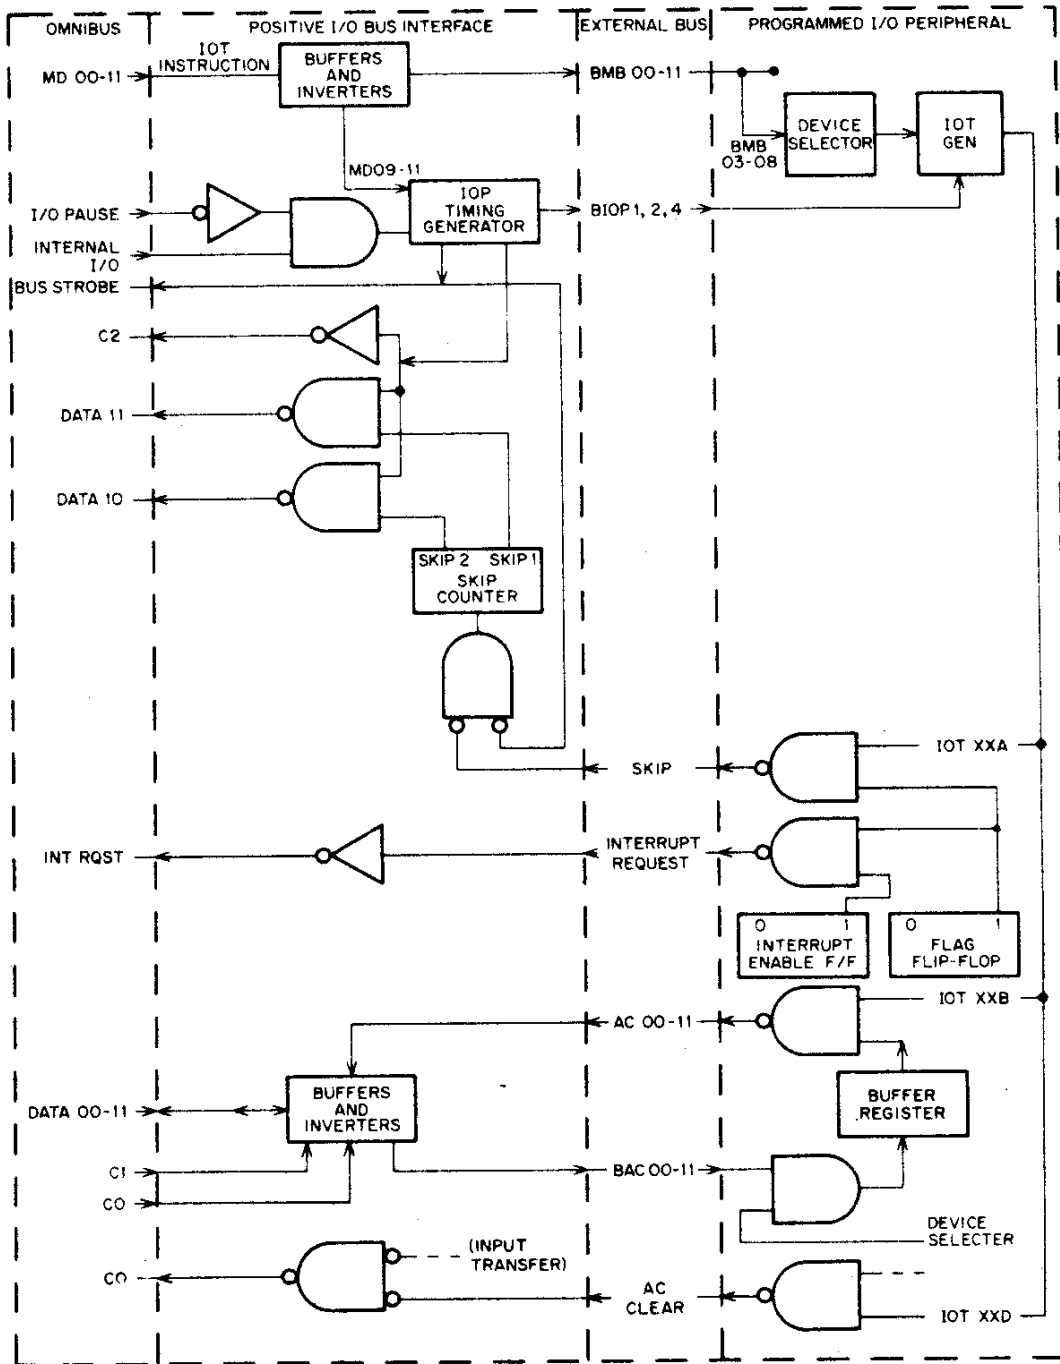 OMNIBUS
POSITIVE I/O BUS INTERFACE
EXTERNAL BUS
PROGRAMMED I/O PERIPHERAL
MD 00-11
IOT
INSTRUCTION
BUFFERS
AND
INVERTERS
BMB 00-11
BMB
03-08
DEVICE
SELECTOR
IOT
GEN
MD09-11
I/O PAUSE
INTERNAL
I/O
IOP
TIMING
GENERATOR
BIOP 1, 2, 4
BUS STROBE
C2
DATA 11
DATA 10
SKIP 2 SKIP 1
SKIP
COUNTER
SKIP
IOT XXA
INT RQST
INTERRUPT
REQUEST
0 1
INTERRUPT
ENABLE F/F
0 1
FLAG
FLIP-FLOP
IOT XXB
AC 00-11
BUFFER
REGISTER
DATA 00-11
BUFFERS
AND
INVERTERS
C1
C0
BAC 00-11
DEVICE
SELECTER
(INPUT
TRANSFER)
C0
AC
CLEAR
IOT XXD